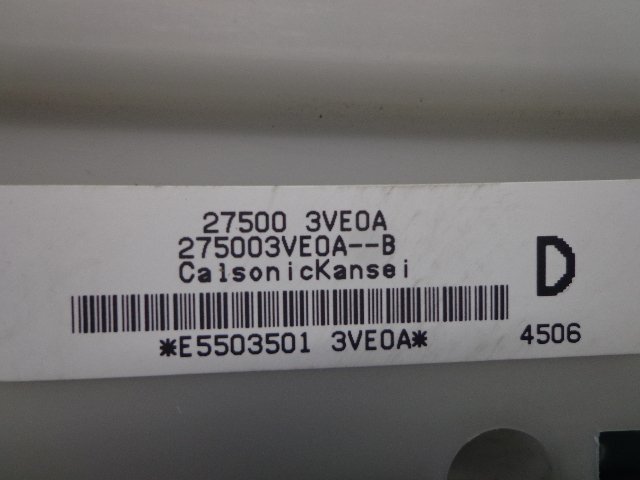 27500 3VE0A
275003VE0A--B
CalsonicKansei
D
*E5503501 3VE0A*
4506